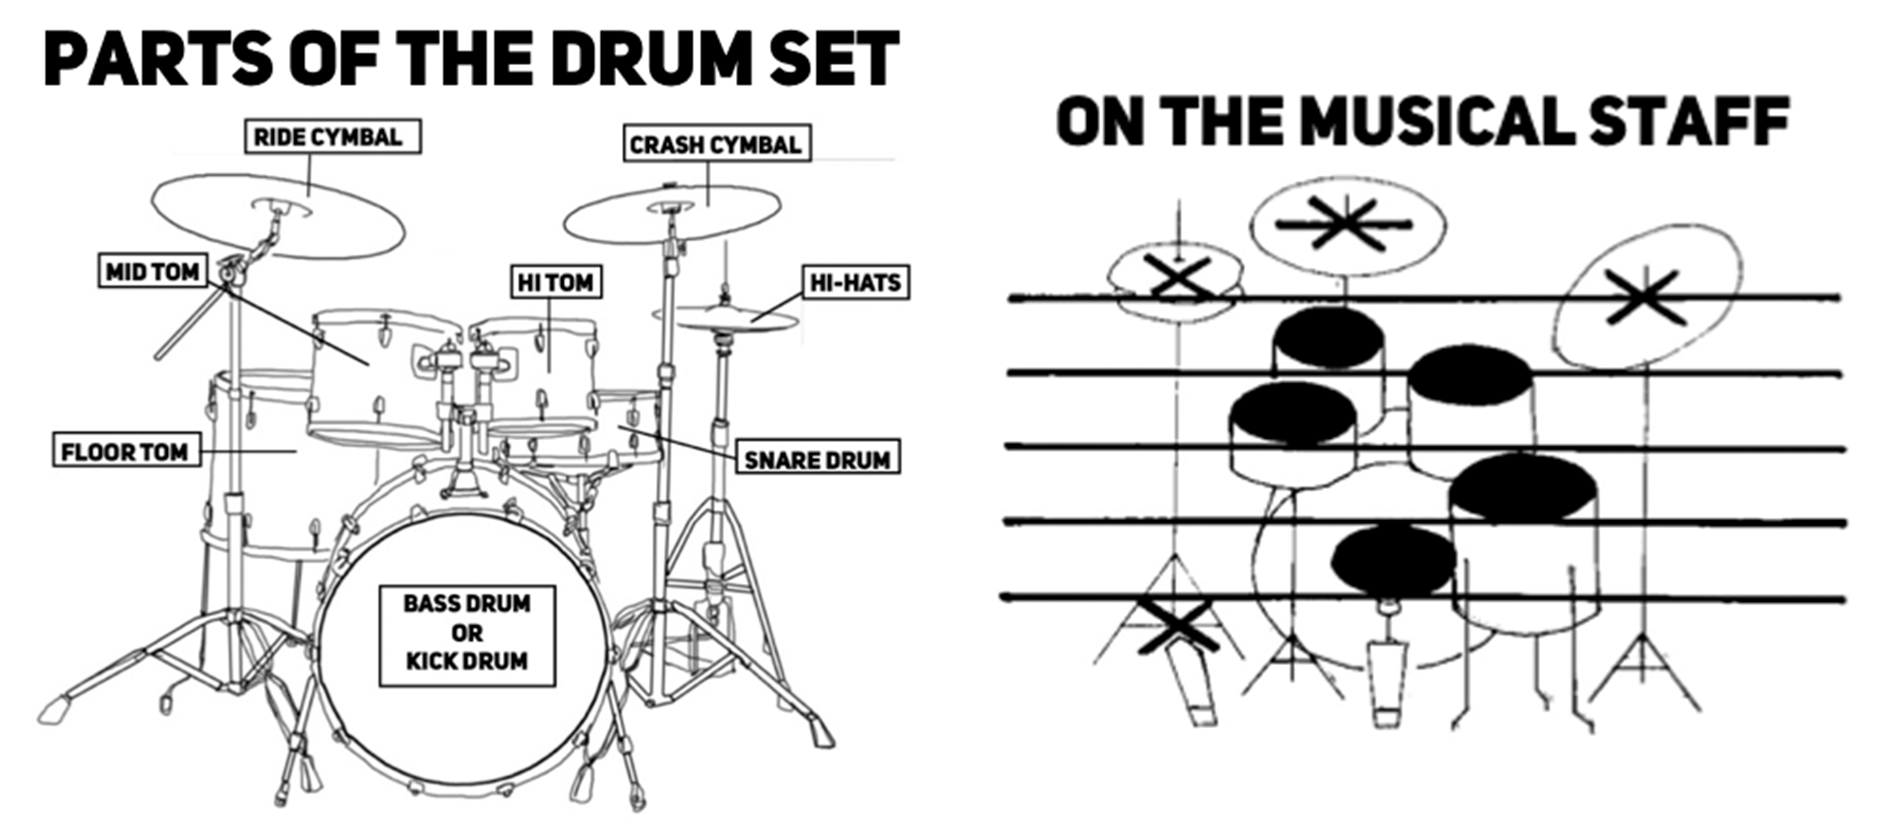 PARTS OF THE DRUM SET
RIDE CYMBAL
CRASH CYMBAL
MID TOM
HI TOM
HI-HATS
FLOOR TOM
SNARE DRUM
BASS DRUM
OR
KICK DRUM
ON THE MUSICAL STAFF